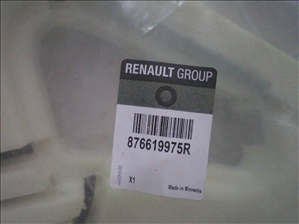 RENAULT GROUP
876619975R
X1
Made in Slovenia